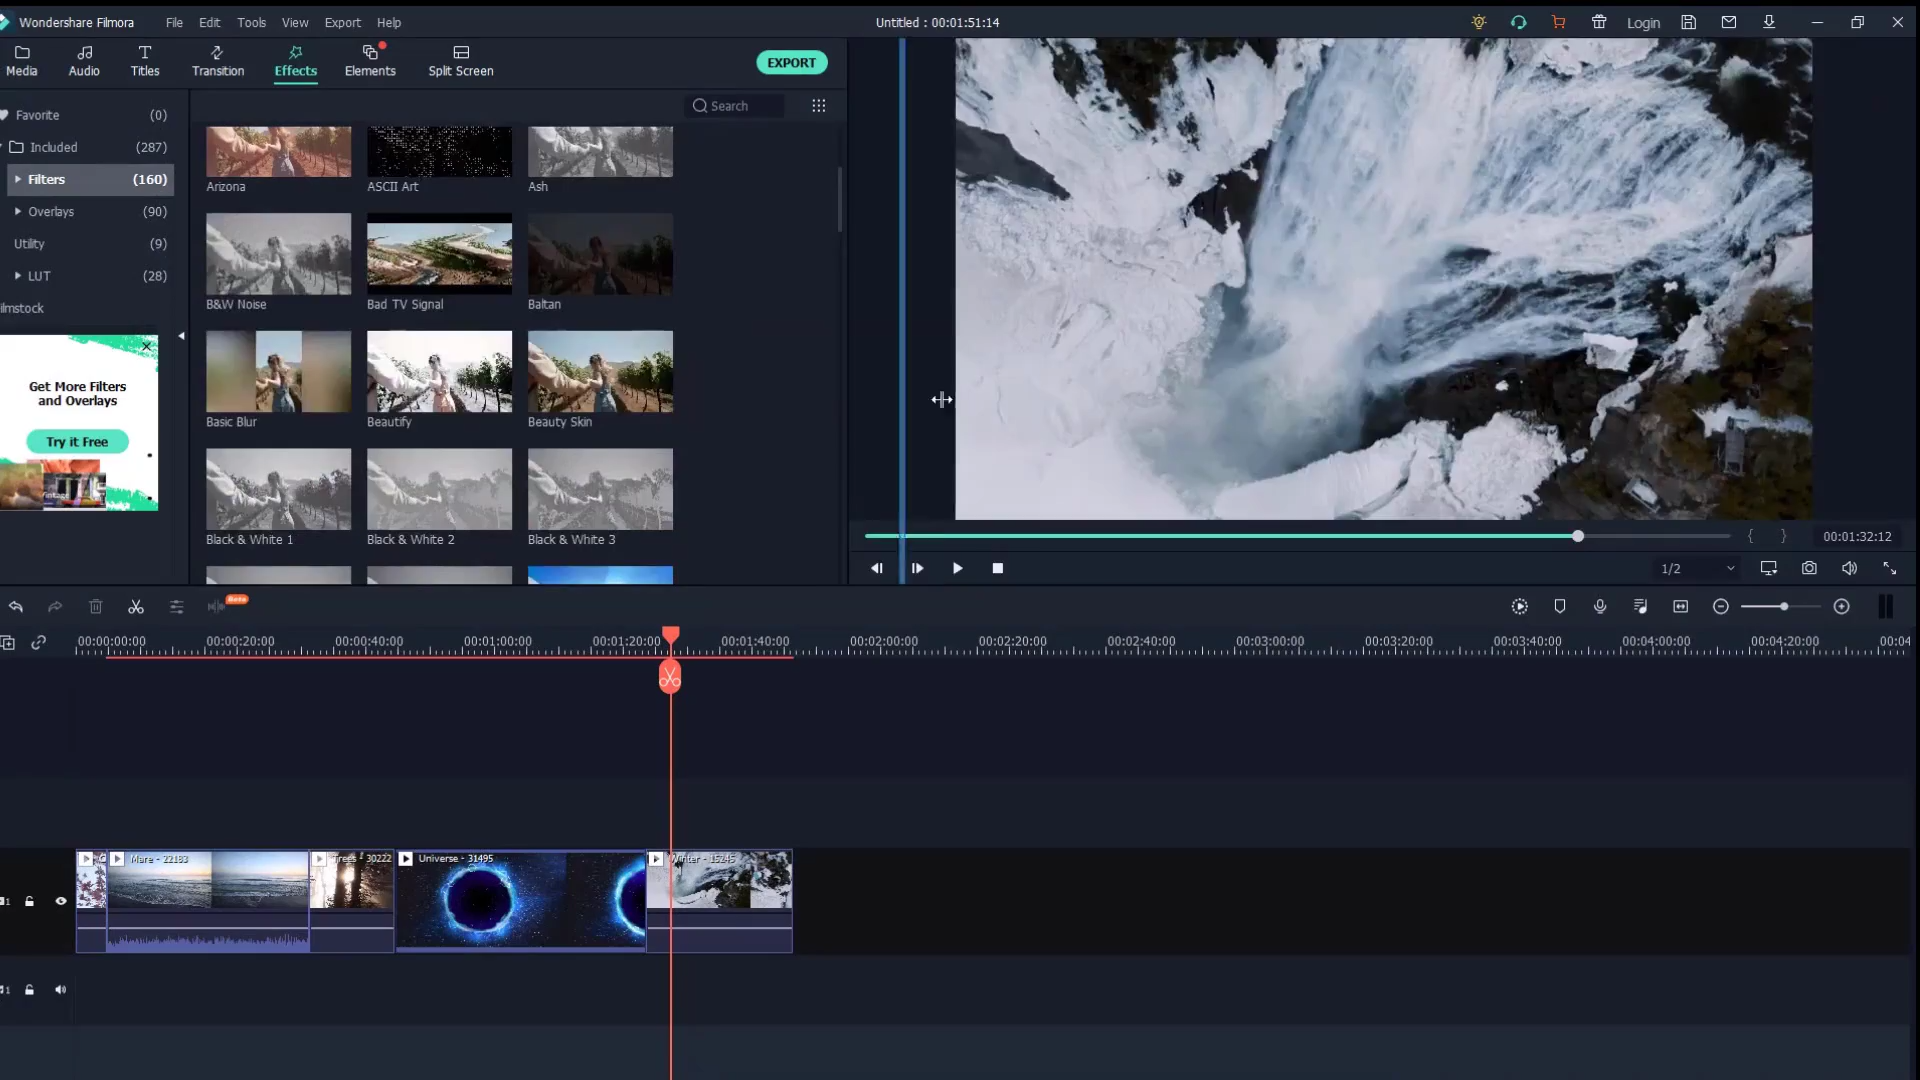 Wondershare Filmora
File
Edit
Tools
View
Export
Help
Untitled : 00:01:51:14
Login
Media
Audio
Titles
Transition
Effects
Elements
Split Screen
EXPORT
Favorite (0)
Included (287)
Filters (160)
Overlays (90)
Utility (9)
LUT (28)
ilmstock
Search
Arizona
ASCII Art
Ash
B&W Noise
Bad TV Signal
Baltan
Basic Blur
Beautify
Beauty Skin
Black & White 1
Black & White 2
Black & White 3
Get More Filters
and Overlays
Try it Free
{ } 00:01:32:12
1/2
Beta
00:00:00:00
00:00:20:00
00:00:40:00
00:01:00:00
00:01:20:00
00:01:40:00
00:02:00:00
00:02:20:00
00:02:40:00
00:03:00:00
00:03:20:00
00:03:40:00
00:04:00:00
00:04:20:00
00:04
Mare - 22183
Trees - 30222
Universe - 31495
Winter - 15245
1
1